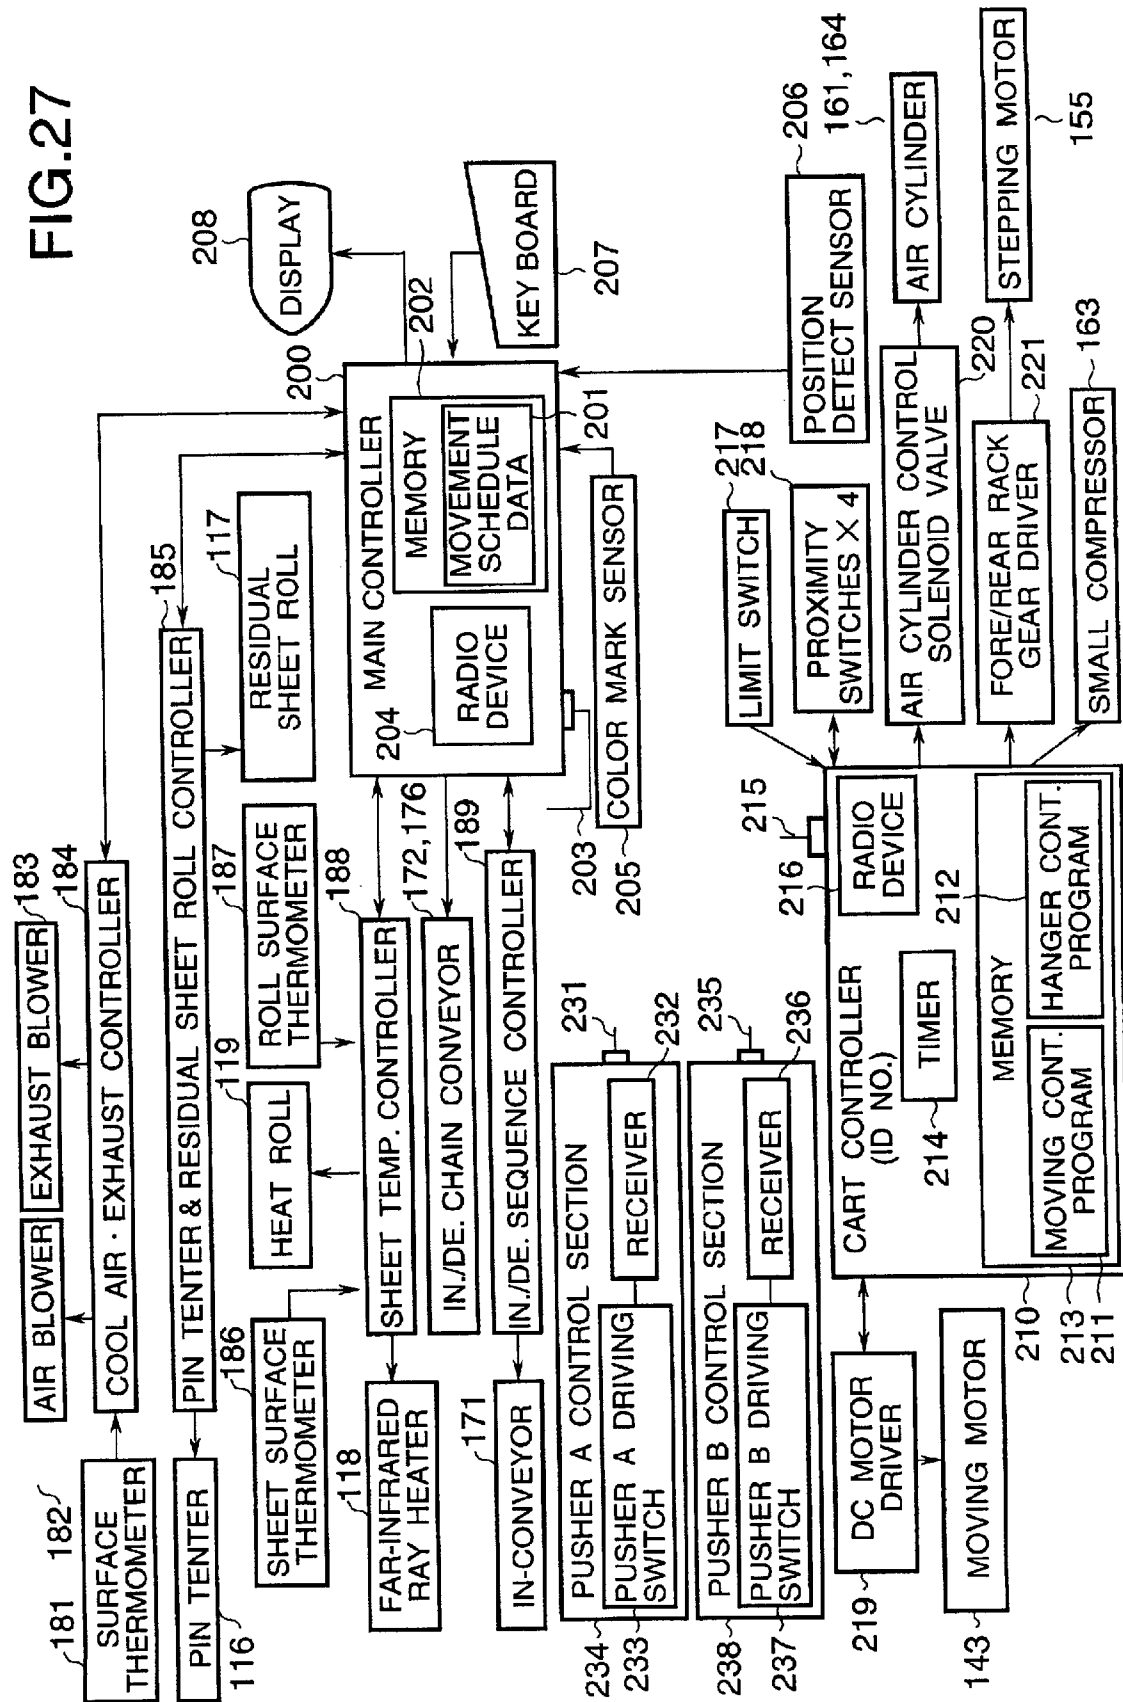 FIG.27
181
SURFACE
THERMOMETER
182
AIR BLOWER
EXHAUST BLOWER
183
COOL AIR · EXHAUST CONTROLLER
184
PIN TENTER
116
PIN TENTER & RESIDUAL SHEET ROLL CONTROLLER
185
RESIDUAL
SHEET ROLL
117
186
SHEET SURFACE
THERMOMETER
119
HEAT ROLL
187
ROLL SURFACE
THERMOMETER
118
FAR-INFRARED
RAY HEATER
SHEET TEMP. CONTROLLER
188
IN./DE. CHAIN CONVEYOR
172,176
171
IN-CONVEYOR
IN./DE. SEQUENCE CONTROLLER
189
200
MAIN CONTROLLER
204
RADIO
DEVICE
MEMORY
202
MOVEMENT
SCHEDULE
DATA
201
203
208
DISPLAY
KEY BOARD
207
205
COLOR MARK SENSOR
POSITION
DETECT SENSOR
206
PUSHER A CONTROL SECTION
231
PUSHER A DRIVING
SWITCH
RECEIVER
232
234
233
PUSHER B CONTROL SECTION
235
PUSHER B DRIVING
SWITCH
RECEIVER
236
238
237
CART CONTROLLER
(ID NO.)
216
RADIO
DEVICE
215
214
TIMER
MEMORY
212
MOVING CONT.
PROGRAM
HANGER CONT.
PROGRAM
210
213
211
219
DC MOTOR
DRIVER
143
MOVING MOTOR
LIMIT SWITCH
217
PROXIMITY
SWITCHES × 4
218
AIR CYLINDER CONTROL
SOLENOID VALVE
220
AIR CYLINDER
161,164
FORE/REAR RACK
GEAR DRIVER
221
STEPPING MOTOR
155
SMALL COMPRESSOR
163